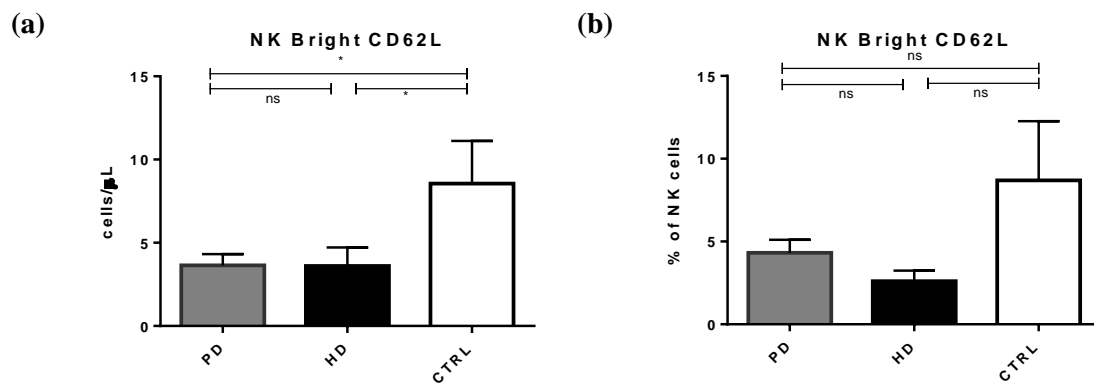 (a)
NK Bright CD62L
*
ns
*
15
10
5
0
cells/μL
PD
HD
CTRL
(b)
NK Bright CD62L
ns
ns
ns
15
10
5
0
% of NK cells
PD
HD
CTRL